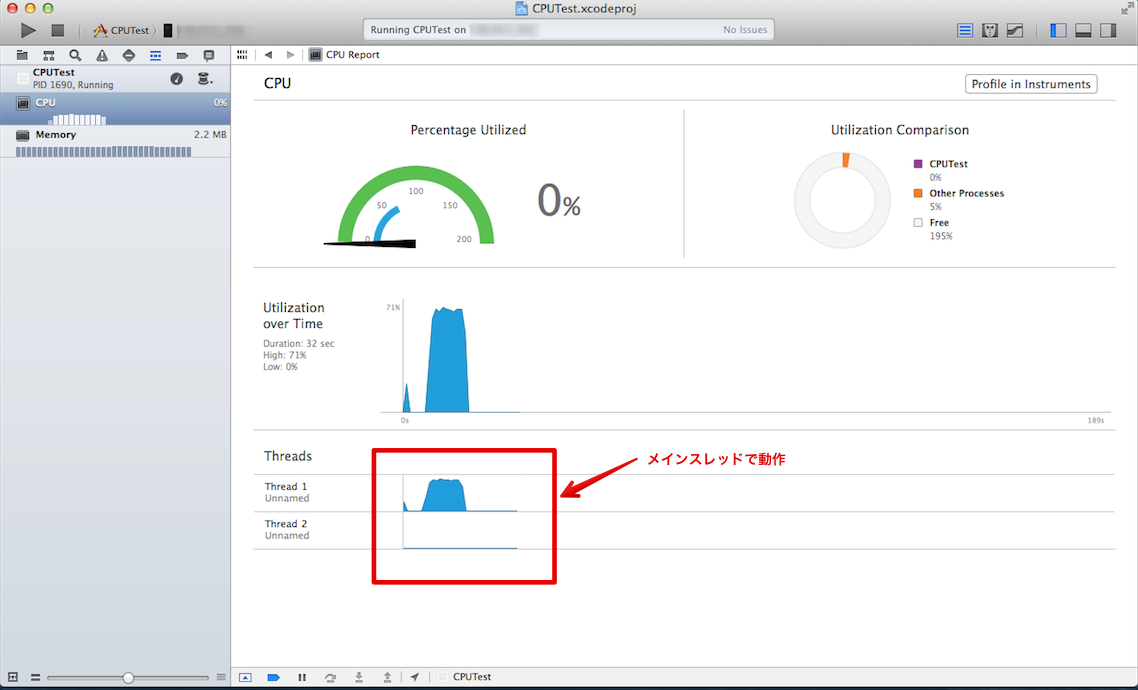 CPUTest.xcodeproj
CPUTest
Running CPUTest on
No Issues
CPU Report
CPUTest
PID 1690, Running
CPU 0%
Memory 2.2 MB
CPU
Profile in Instruments
Percentage Utilized
0
50
100
150
200
0%
Utilization Comparison
CPUTest
0%
Other Processes
5%
Free
195%
Utilization
over Time
Duration: 32 sec
High: 71%
Low: 0%
71%
0s
189s
Threads
メインスレッドで動作
Thread 1
Unnamed
Thread 2
Unnamed
CPUTest